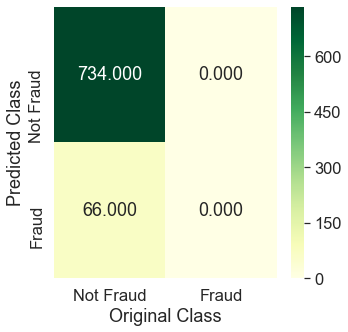 Predicted Class
Not Fraud
Fraud
734.000
0.000
66.000
0.000
Not Fraud
Fraud
Original Class
600
450
300
150
0